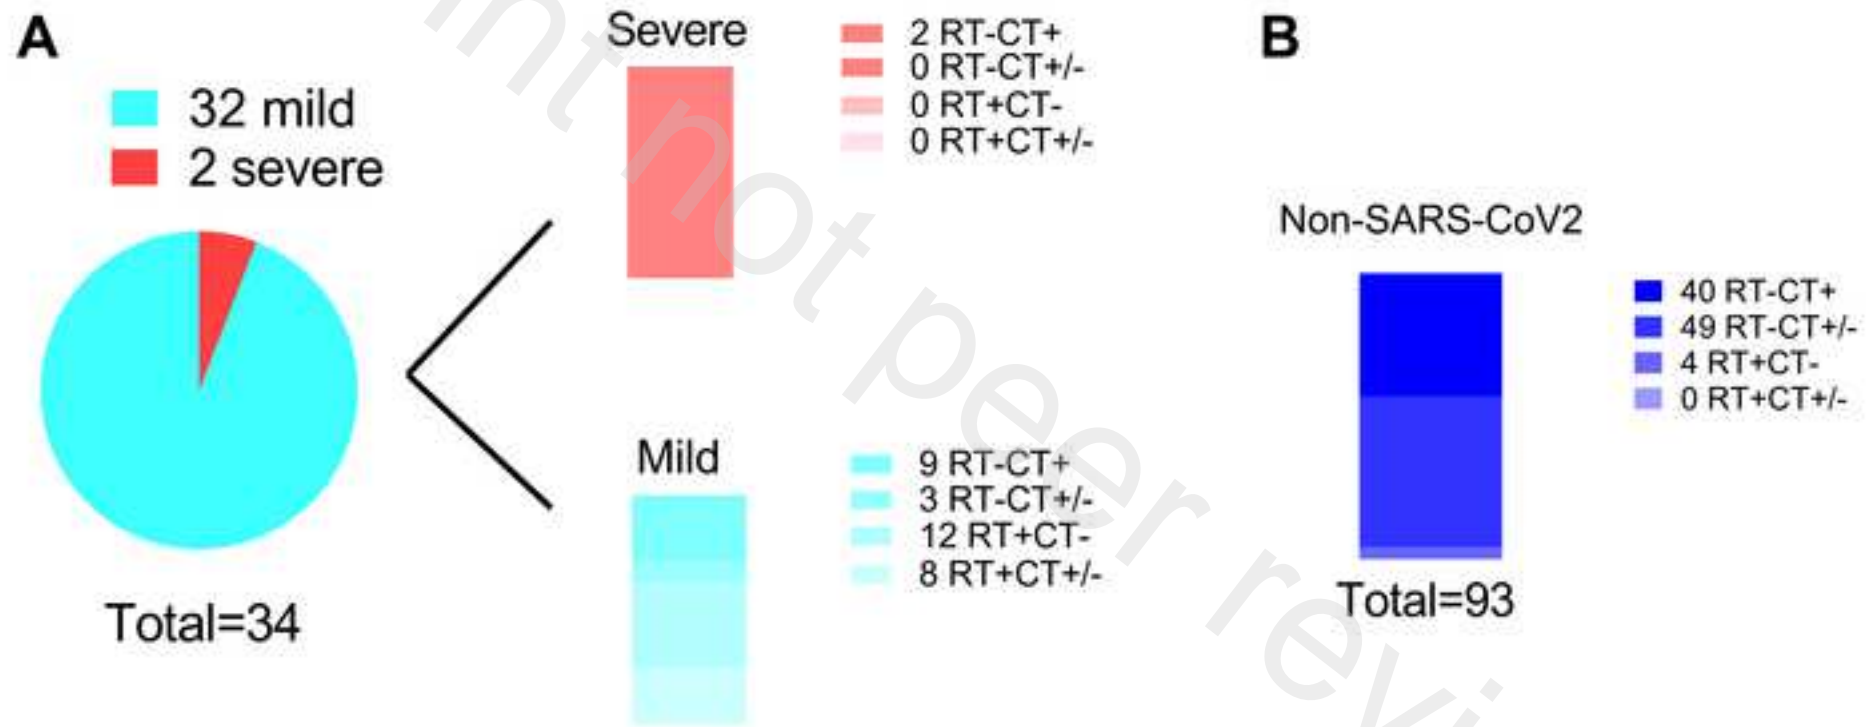 A
32 mild
2 severe
Total=34
Severe
2 RT-CT+
0 RT-CT+/-
0 RT+CT-
0 RT+CT+/-
Mild
9 RT-CT+
3 RT-CT+/-
12 RT+CT-
8 RT+CT+/-
B
Non-SARS-CoV2
40 RT-CT+
49 RT-CT+/-
4 RT+CT-
0 RT+CT+/-
Total=93
not peer